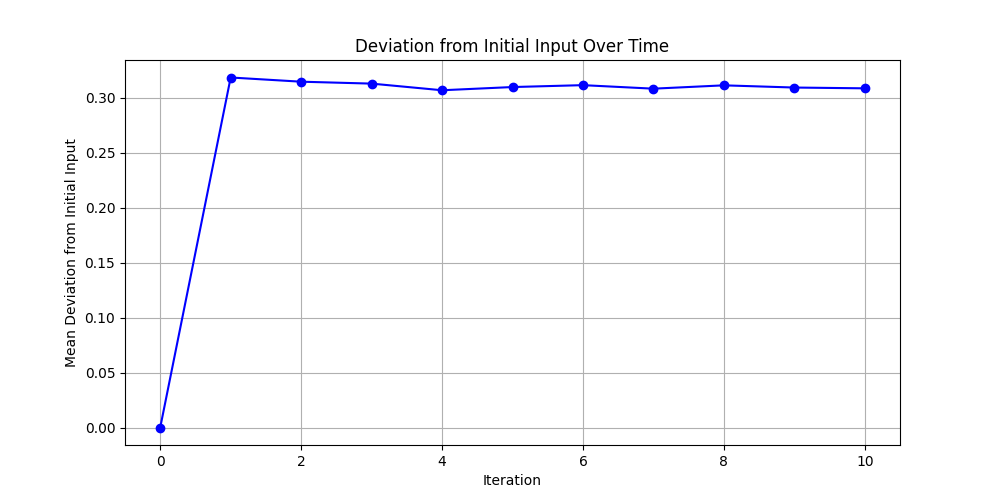 Deviation from Initial Input Over Time
Mean Deviation from Initial Input
0.30
0.25
0.20
0.15
0.10
0.05
0.00
0 2 4 6 8 10
Iteration